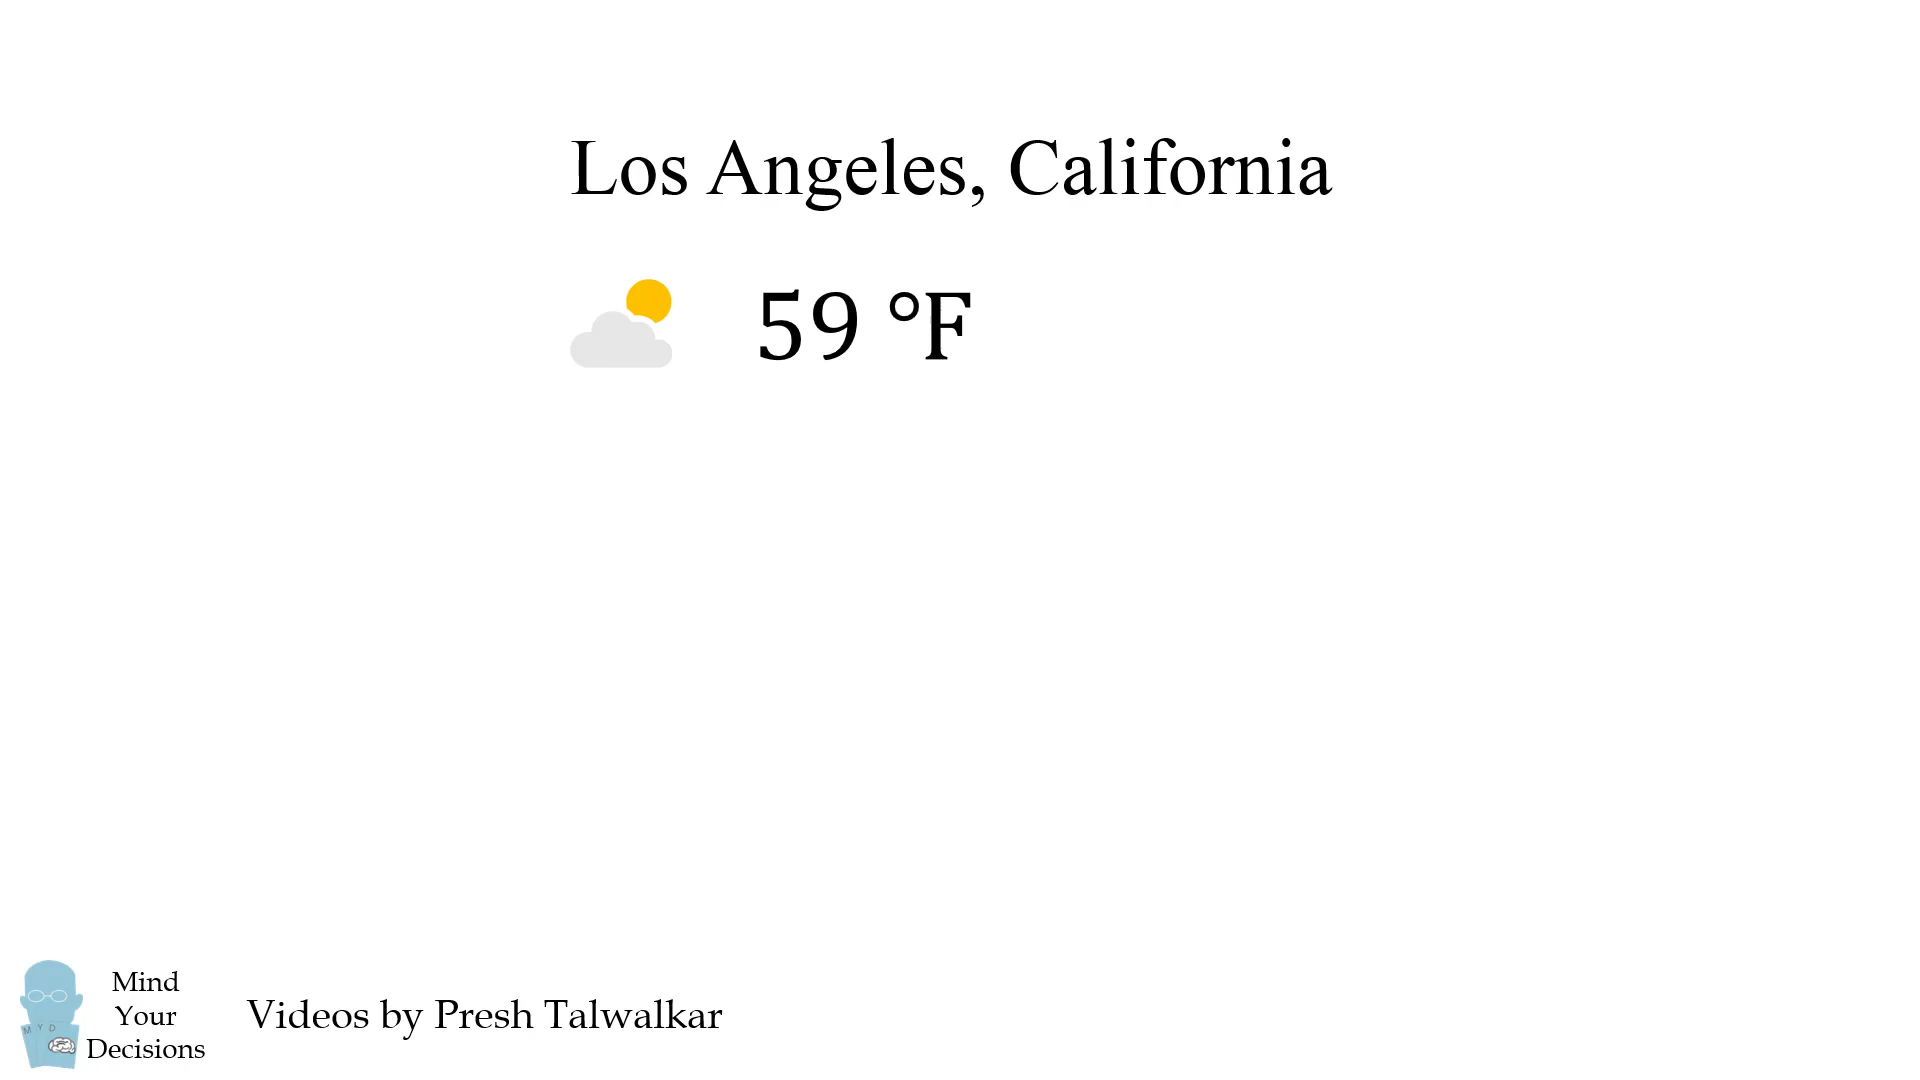 Los Angeles, California
59 °F
Mind
Your
Decisions
Videos by Presh Talwalkar
M Y D